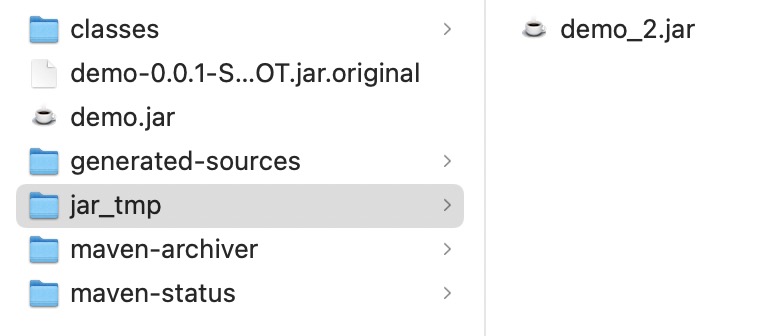 classes
demo-0.0.1-S...OT.jar.original
demo.jar
generated-sources
jar_tmp
maven-archiver
maven-status
demo_2.jar